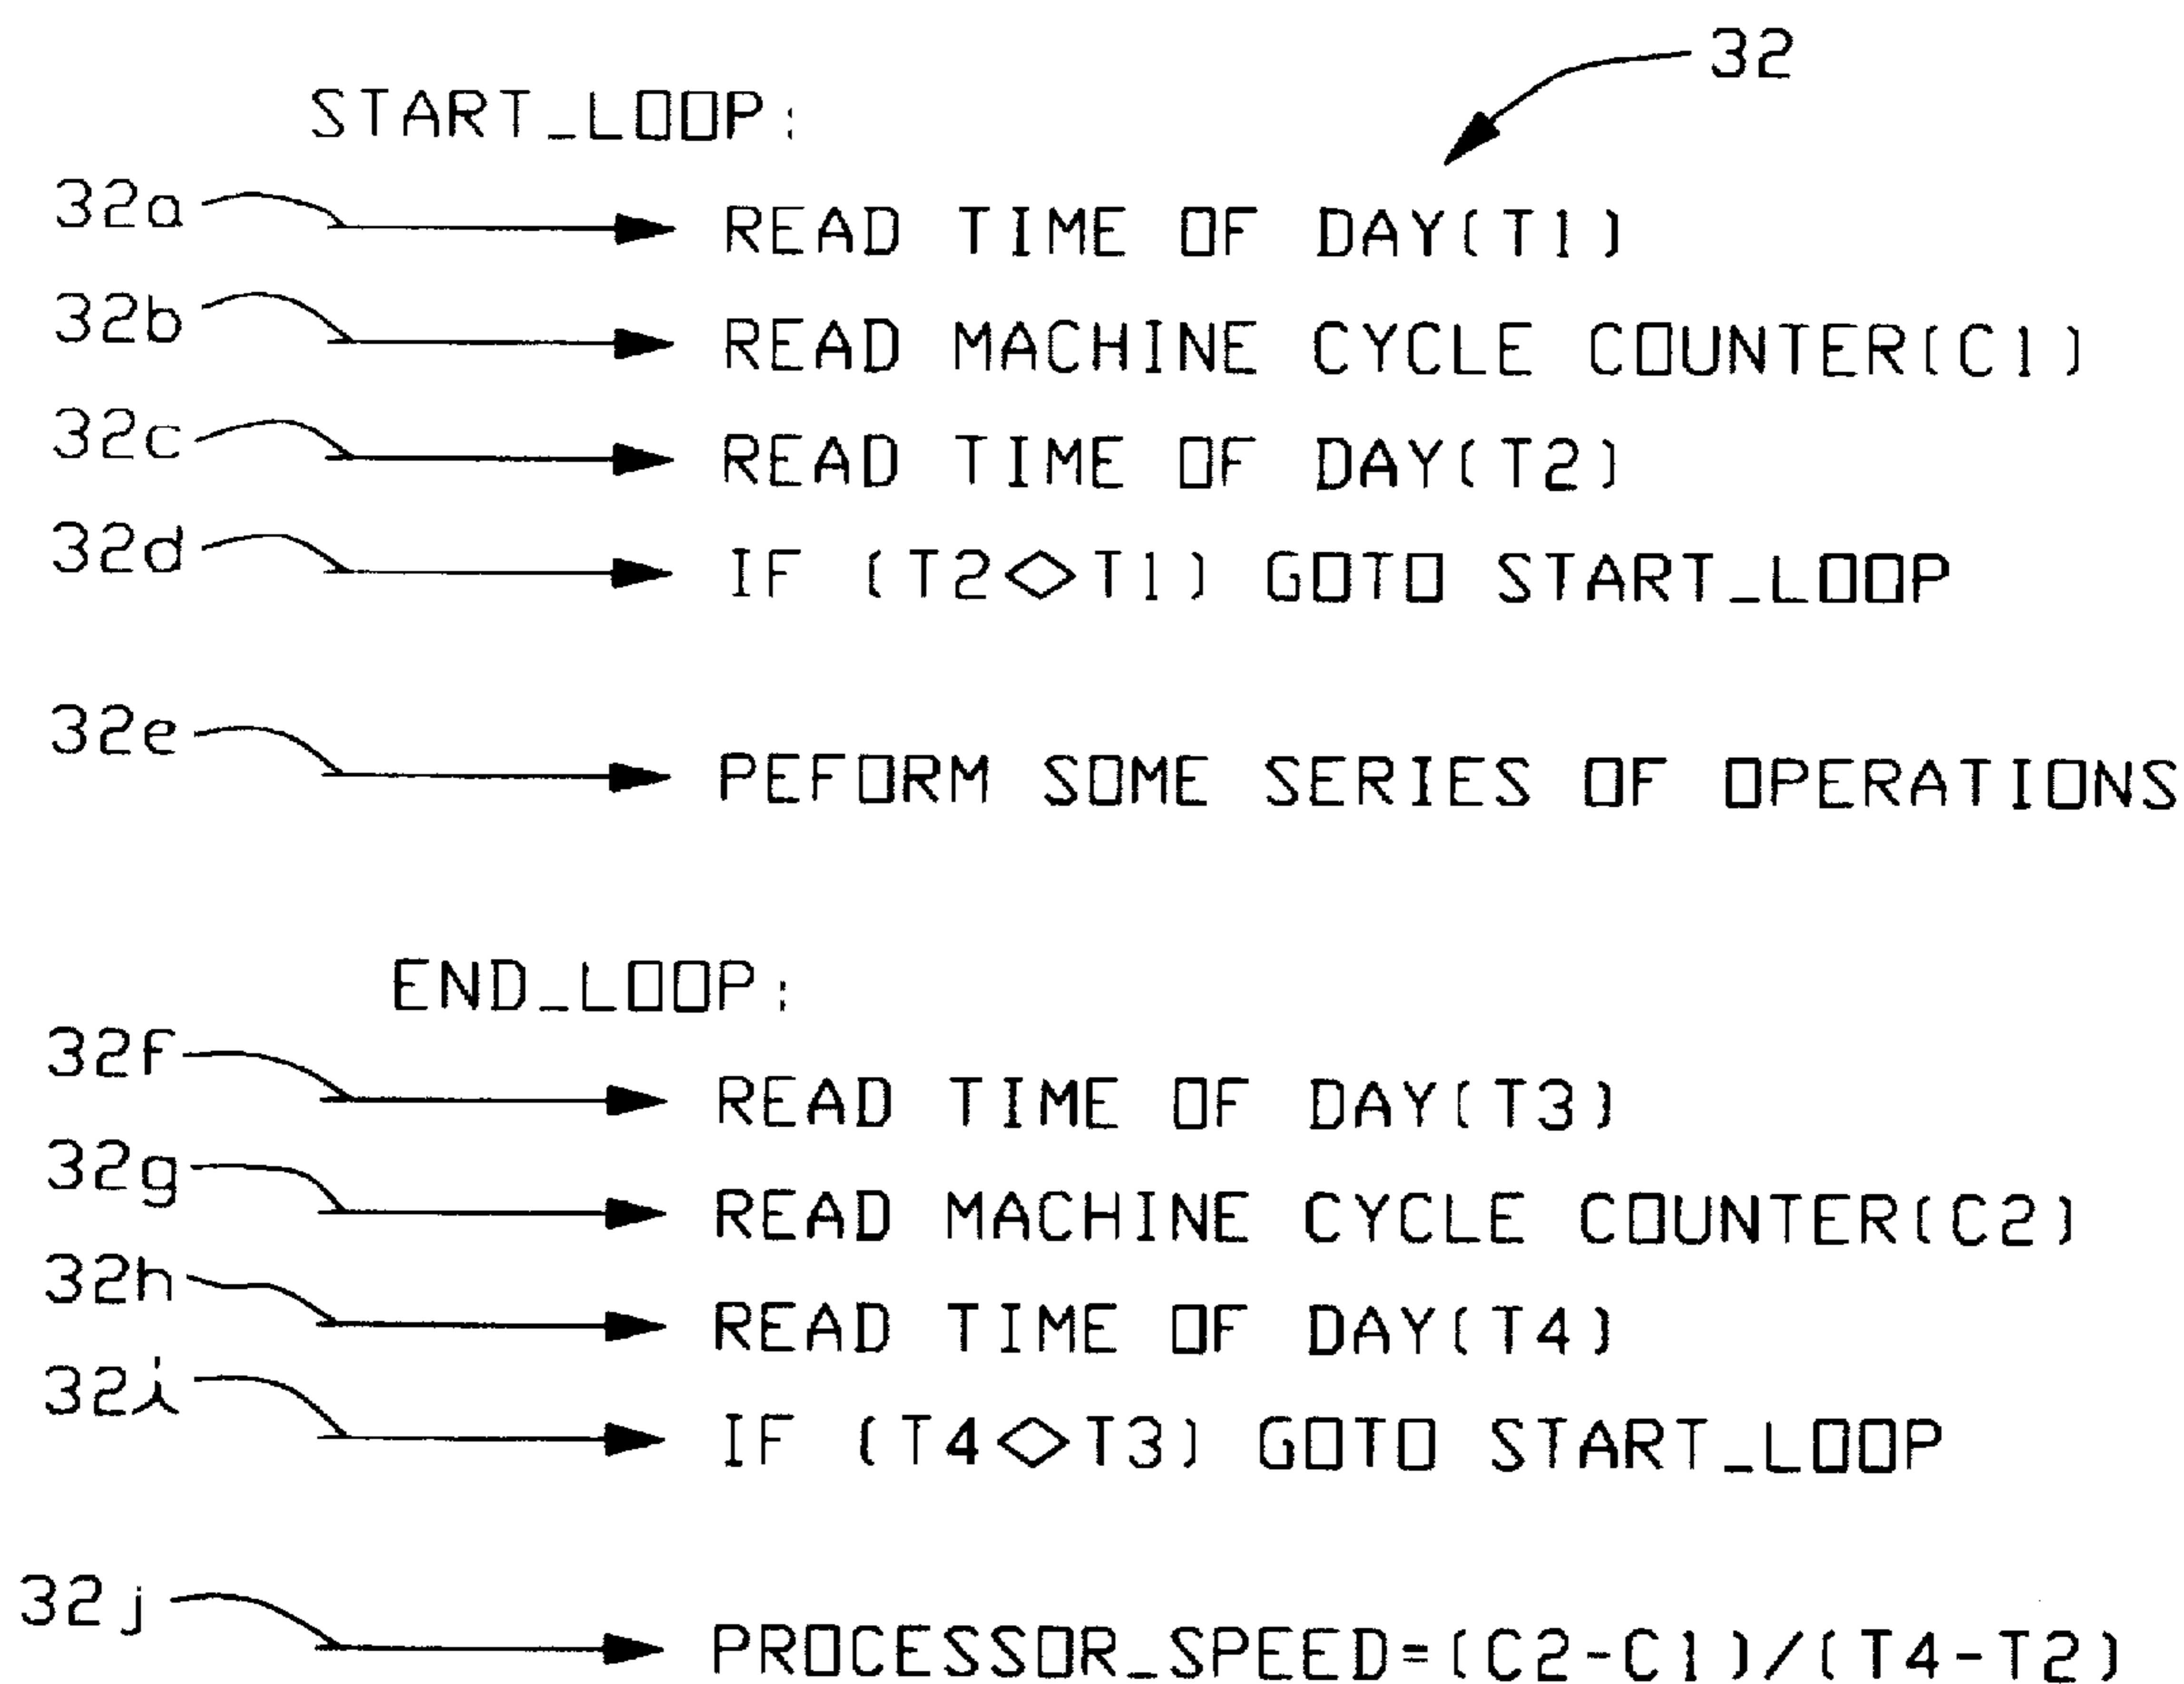 32
START_LOOP:
32a READ TIME OF DAY(T1)
32b READ MACHINE CYCLE COUNTER(C1)
32c READ TIME OF DAY(T2)
32d IF (T2<>T1) GOTO START_LOOP
32e PEFORM SOME SERIES OF OPERATIONS
END_LOOP:
32f READ TIME OF DAY(T3)
32g READ MACHINE CYCLE COUNTER(C2)
32h READ TIME OF DAY(T4)
32i IF (T4<>T3) GOTO START_LOOP
32j PROCESSOR_SPEED=(C2-C1)/(T4-T2)